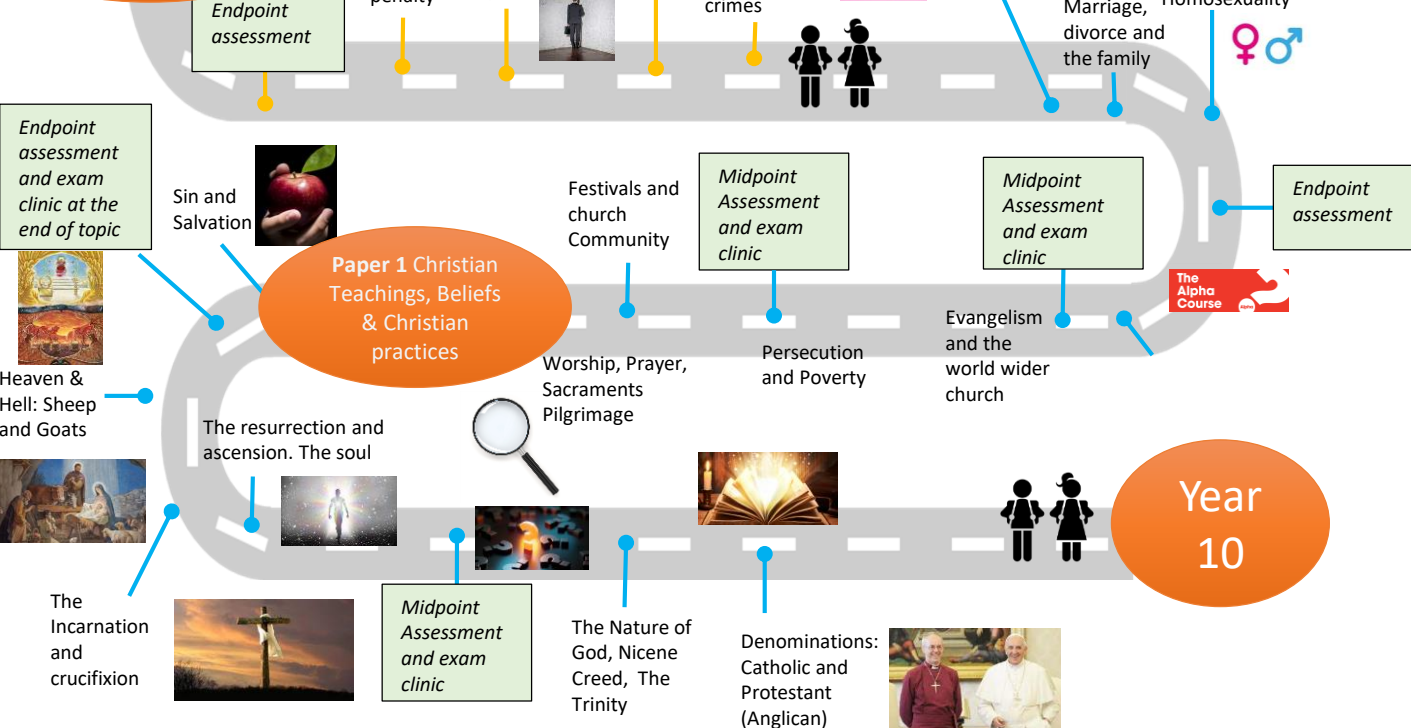 Endpoint
assessment
penalty
crimes
Marriage,
divorce and
the family
Homosexuality
Endpoint
assessment
and exam
clinic at the
end of topic
Sin and
Salvation
Festivals and
church
Community
Midpoint
Assessment
and exam
clinic
Midpoint
Assessment
and exam
clinic
Endpoint
assessment
Paper 1 Christian
Teachings, Beliefs
& Christian
practices
The
Alpha
Course
Alpha
Evangelism
and the
world wider
church
Worship, Prayer,
Sacraments
Pilgrimage
Persecution
and Poverty
Heaven &
Hell: Sheep
and Goats
The resurrection and
ascension. The soul
Year
10
The
Incarnation
and
crucifixion
Midpoint
Assessment
and exam
clinic
The Nature of
God, Nicene
Creed, The
Trinity
Denominations:
Catholic and
Protestant
(Anglican)